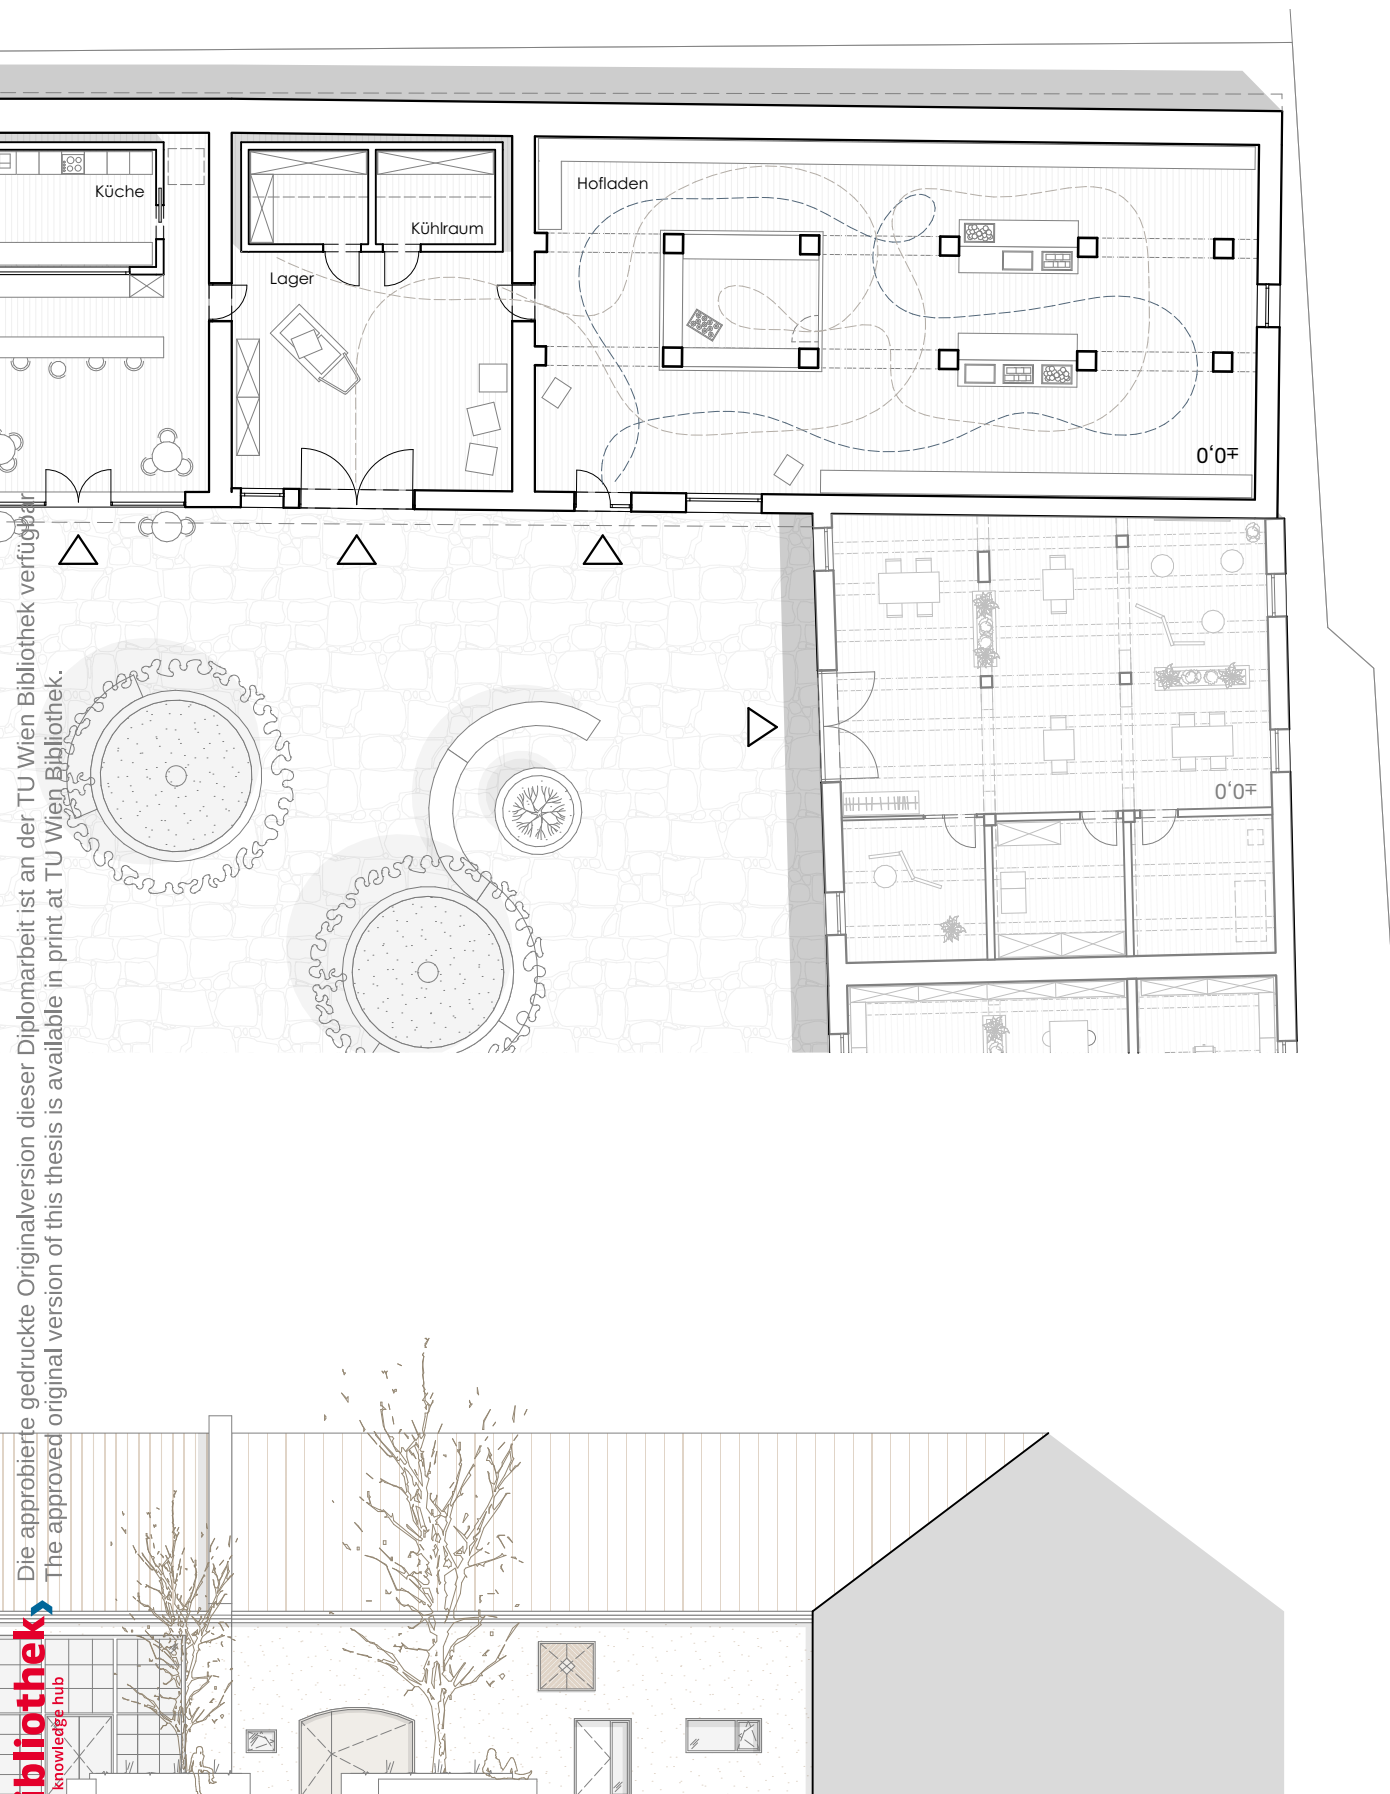 Küche
Kühlraum
Lager
Hofladen
±0,0
±0,0
Die approbierte gedruckte Originalversion dieser Diplomarbeit ist an der TU Wien Bibliothek verfügbar
The approved original version of this thesis is available in print at TU Wien Bibliothek.
ibliothek
knowledge hub